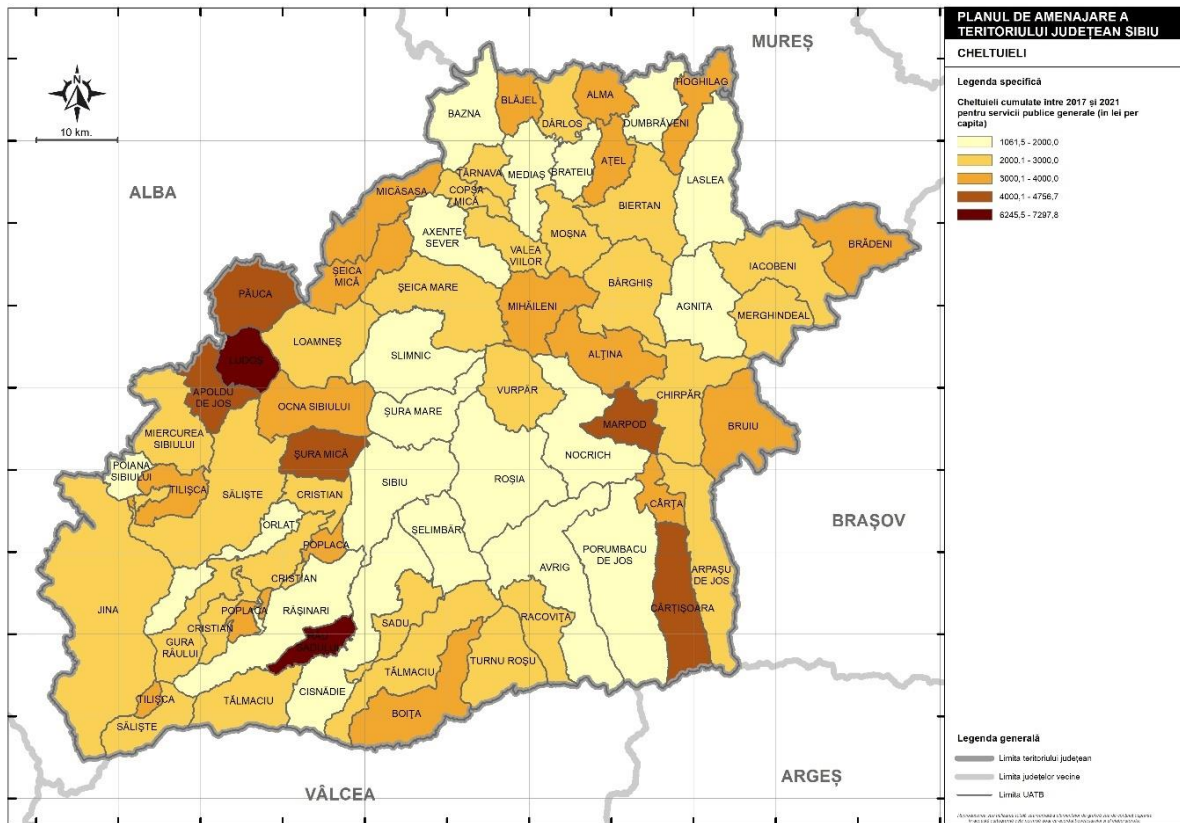 PLANUL DE AMENAJARE A
TERITORIULUI JUDEȚEAN SIBIU
CHELTUIELI
Legenda specifică
Cheltuieli cumulate între 2017 și 2021
pentru servicii publice generale (în lei per
capita)
1061,5 - 2000,0
2000,1 - 3000,0
3000,1 - 4000,0
4000,1 - 4756,7
6245,5 - 7297,8
N
10 km.
MUREȘ
ALBA
BRAȘOV
ARGEȘ
VÂLCEA
HOGHILAG
BLĂJEL
ALMA
BAZNA
DÂRLOS
DUMBRĂVENI
TÂRNAVA
MEDIAȘ
BRATEIU
AȚEL
LASLEA
MICĂSASA
COPȘA
MICĂ
BIERTAN
AXENTE
SEVER
MOȘNA
VALEA
VIILOR
BRĂDENI
ȘEICA
MICĂ
IACOBENI
ȘEICA MARE
BÂRGHIȘ
PĂUCA
MIHĂILENI
AGNITA
MERGHINDEAL
LOAMNEȘ
SLIMNIC
ALȚINA
LUDOȘ
APOLDU
DE JOS
VURPĂR
CHIRPĂR
OCNA SIBIULUI
ȘURA MARE
MARPOD
BRUIU
MIERCUREA
SIBIULUI
ȘURA MICĂ
NOCRICH
POIANA
SIBIULUI
SIBIU
ROȘIA
TILIȘCA
SĂLIȘTE
CRISTIAN
CÂRȚA
ORLAT
ȘELIMBĂR
POPLACA
PORUMBACU
DE JOS
AVRIG
ARPAȘU
DE JOS
CRISTIAN
JINA
POPLACA
RĂȘINARI
CÂRȚIȘOARA
CRISTIAN
SADU
RACOVIȚA
GURA
RÂULUI
TĂLMACIU
TURNU ROȘU
TILIȘCA
TĂLMACIU
CISNĂDIE
BOIȚA
SĂLIȘTE
Legenda generală
Limita teritoriului județean
Limita județelor vecine
Limita UATB